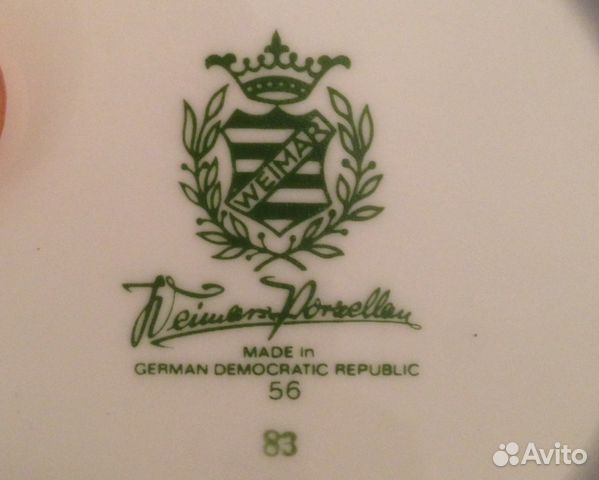 WEIMAR
Weimar Porzellan
MADE in
GERMAN DEMOCRATIC REPUBLIC
56
83
Avito